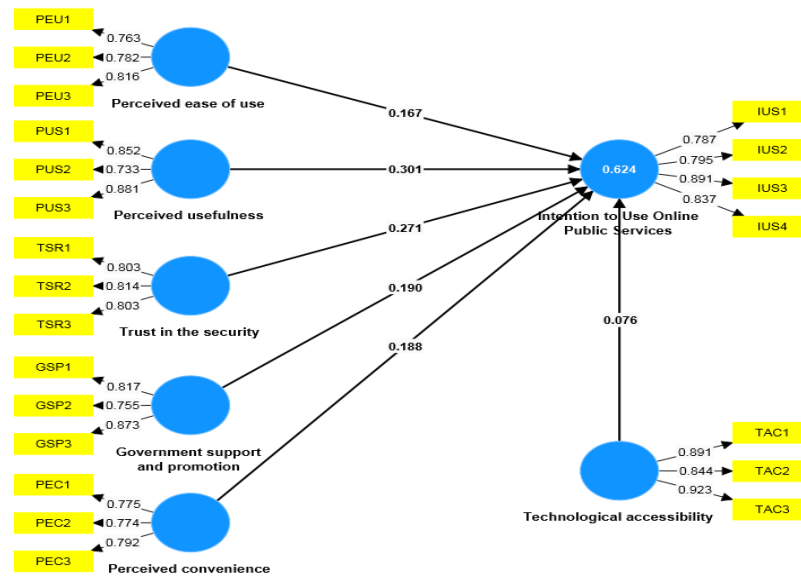 PEU1
0.763
PEU2
0.782
0.816
PEU3
Perceived ease of use
0.167
PUS1
0.852
PUS2
0.733
0.881
PUS3
Perceived usefulness
0.301
TSR1
0.803
TSR2
0.814
0.803
TSR3
Trust in the security
0.271
GSP1
0.817
GSP2
0.755
0.873
GSP3
Government support
and promotion
0.190
PEC1
0.775
PEC2
0.774
0.792
PEC3
Perceived convenience
0.188
0.624
Intention to Use Online
Public Services
IUS1
0.787
IUS2
0.795
0.891
IUS3
0.837
IUS4
0.076
Technological accessibility
TAC1
0.891
0.844
TAC2
0.923
TAC3